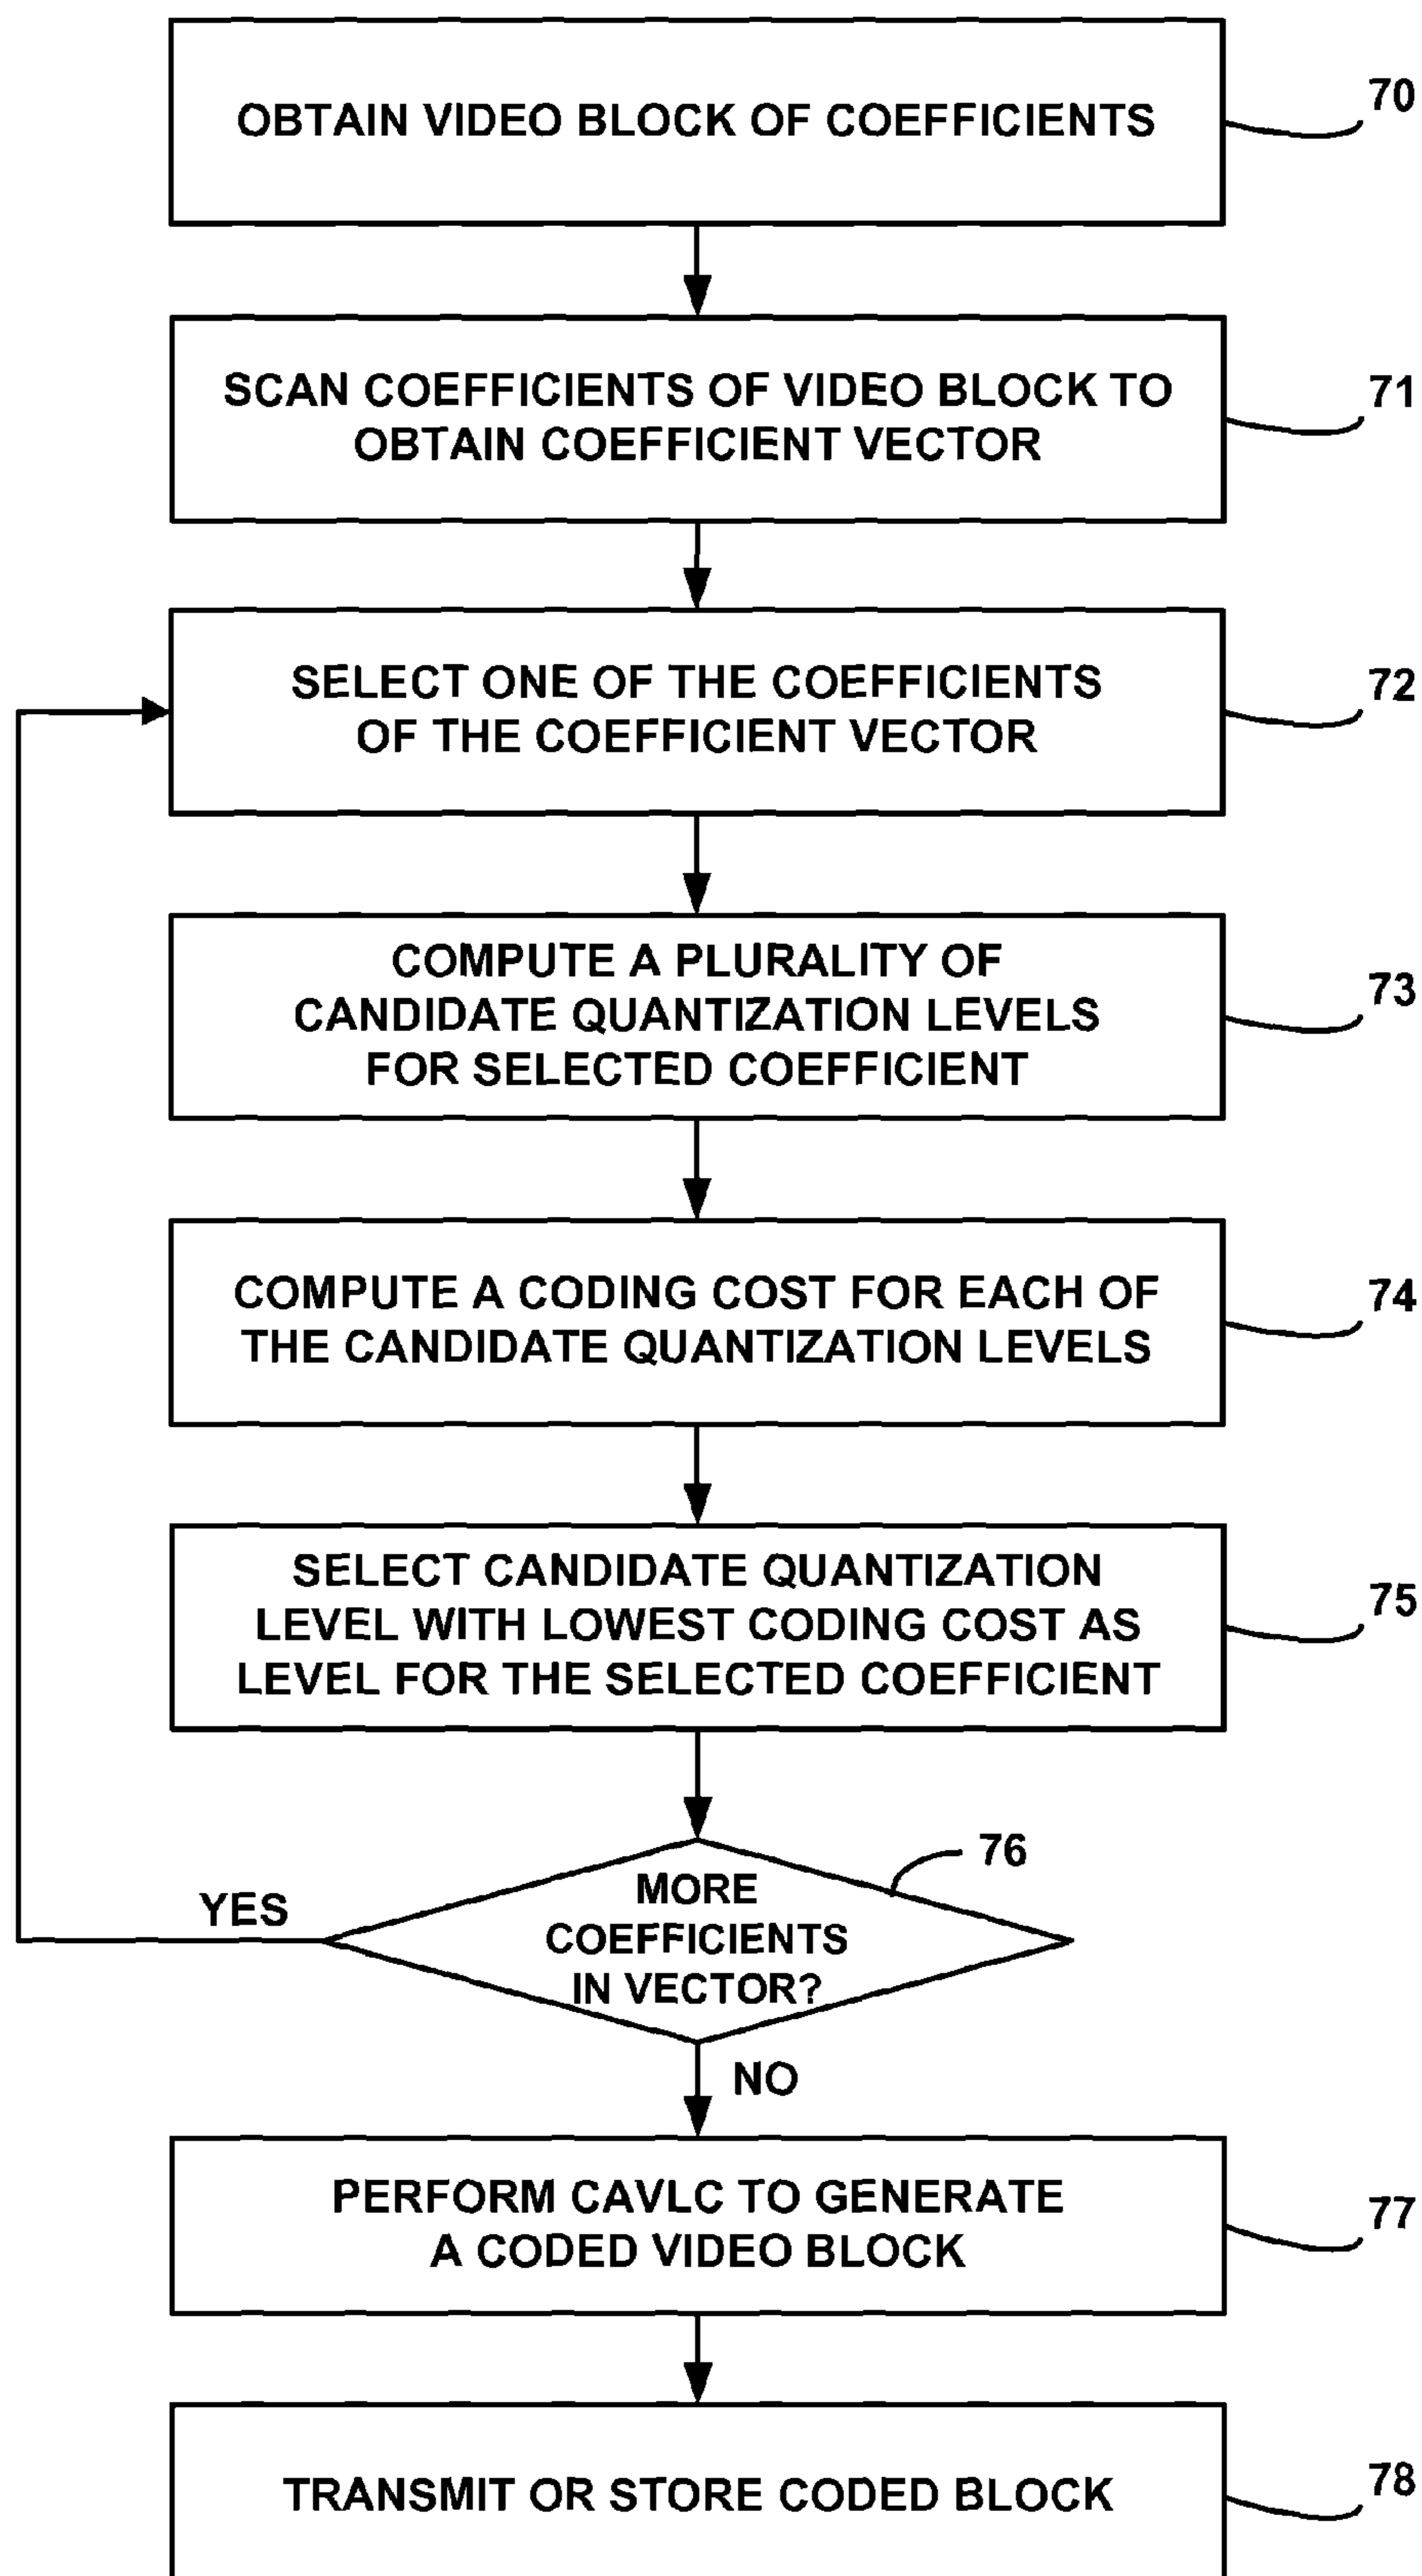 OBTAIN VIDEO BLOCK OF COEFFICIENTS
70
SCAN COEFFICIENTS OF VIDEO BLOCK TO
OBTAIN COEFFICIENT VECTOR
71
SELECT ONE OF THE COEFFICIENTS
OF THE COEFFICIENT VECTOR
72
COMPUTE A PLURALITY OF
CANDIDATE QUANTIZATION LEVELS
FOR SELECTED COEFFICIENT
73
COMPUTE A CODING COST FOR EACH OF
THE CANDIDATE QUANTIZATION LEVELS
74
SELECT CANDIDATE QUANTIZATION
LEVEL WITH LOWEST CODING COST AS
LEVEL FOR THE SELECTED COEFFICIENT
75
MORE
COEFFICIENTS
IN VECTOR?
76
YES
NO
PERFORM CAVLC TO GENERATE
A CODED VIDEO BLOCK
77
TRANSMIT OR STORE CODED BLOCK
78